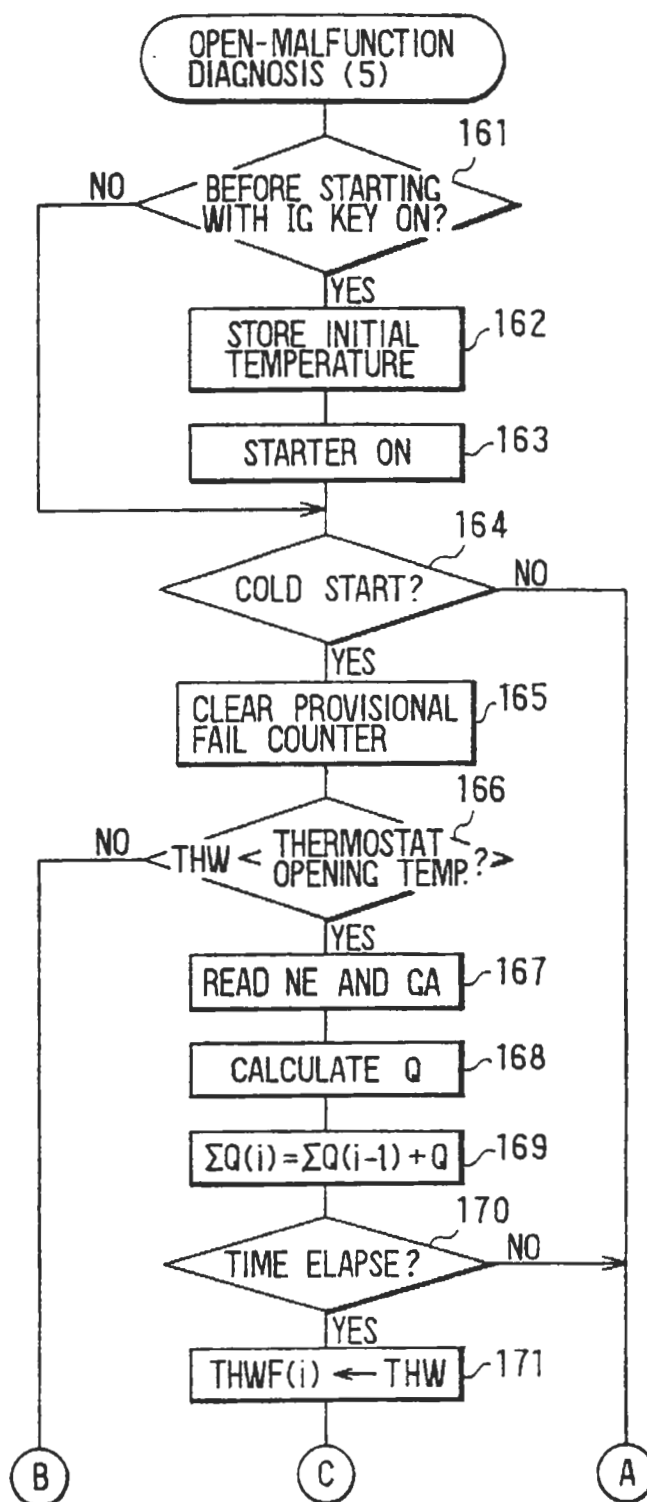 OPEN-MALFUNCTION
DIAGNOSIS (5)
161
NO
BEFORE STARTING
WITH IG KEY ON?
YES
STORE INITIAL
TEMPERATURE
162
STARTER ON
163
164
COLD START?
NO
YES
CLEAR PROVISIONAL
FAIL COUNTER
165
166
NO
THW < THERMOSTAT
OPENING TEMP.?
YES
READ NE AND GA
167
CALCULATE Q
168
ΣQ(i)=ΣQ(i-1)+Q
169
170
TIME ELAPSE?
NO
YES
THWF(i) ← THW
171
B
C
A